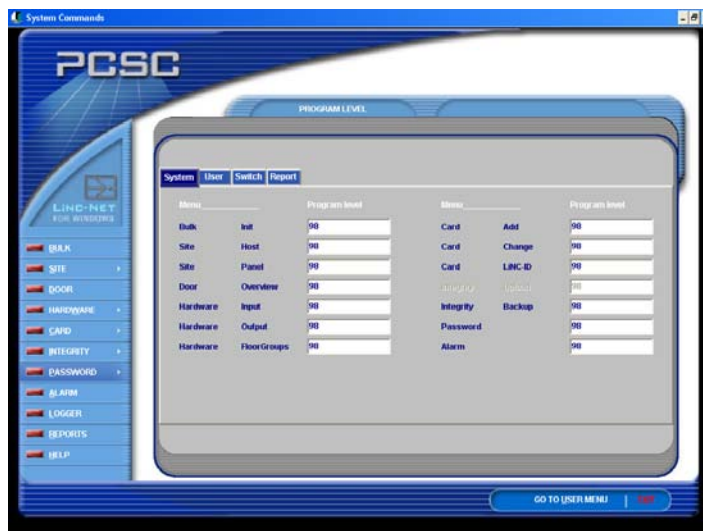 System Commands
PCSC
PROGRAM LEVEL
LiNC-NET
FOR WINDOWS
System User Switch Report
Menu Program level Menu Program level
Bulk Init 98 Card Add 98
Site Host 98 Card Change 98
Site Panel 98 Card LiNC-ID 98
Door Overview 98 Integrity Upload 98
Hardware Input 98 Integrity Backup 98
Hardware Output 98 Password 98
Hardware FloorGroups 98 Alarm 98
BULK
SITE
DOOR
HARDWARE
CARD
INTEGRITY
PASSWORD
ALARM
LOGGER
REPORTS
HELP
GO TO USER MENU | EXIT